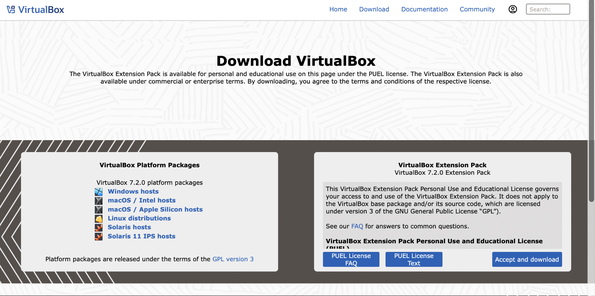 VirtualBox
Home Download Documentation Community Search:
Download VirtualBox
The VirtualBox Extension Pack is available for personal and educational use on this page under the PUEL license. The VirtualBox Extension Pack is also
available under commercial or enterprise terms. By downloading, you agree to the terms and conditions of the respective license.
VirtualBox Platform Packages
VirtualBox 7.2.0 platform packages
Windows hosts
macOS / Intel hosts
macOS / Apple Silicon hosts
Linux distributions
Solaris hosts
Solaris 11 IPS hosts
Platform packages are released under the terms of the GPL version 3
VirtualBox Extension Pack
VirtualBox 7.2.0 Extension Pack
This VirtualBox Extension Pack Personal Use and Educational License governs
your access to and use of the VirtualBox Extension Pack. It does not apply to
the VirtualBox base package and/or its source code, which are licensed
under version 3 of the GNU General Public License "GPL").
See our FAQ for answers to common questions.
VirtualBox Extension Pack Personal Use and Educational License
(PUEL)
PUEL License
FAQ
PUEL License
Text
Accept and download